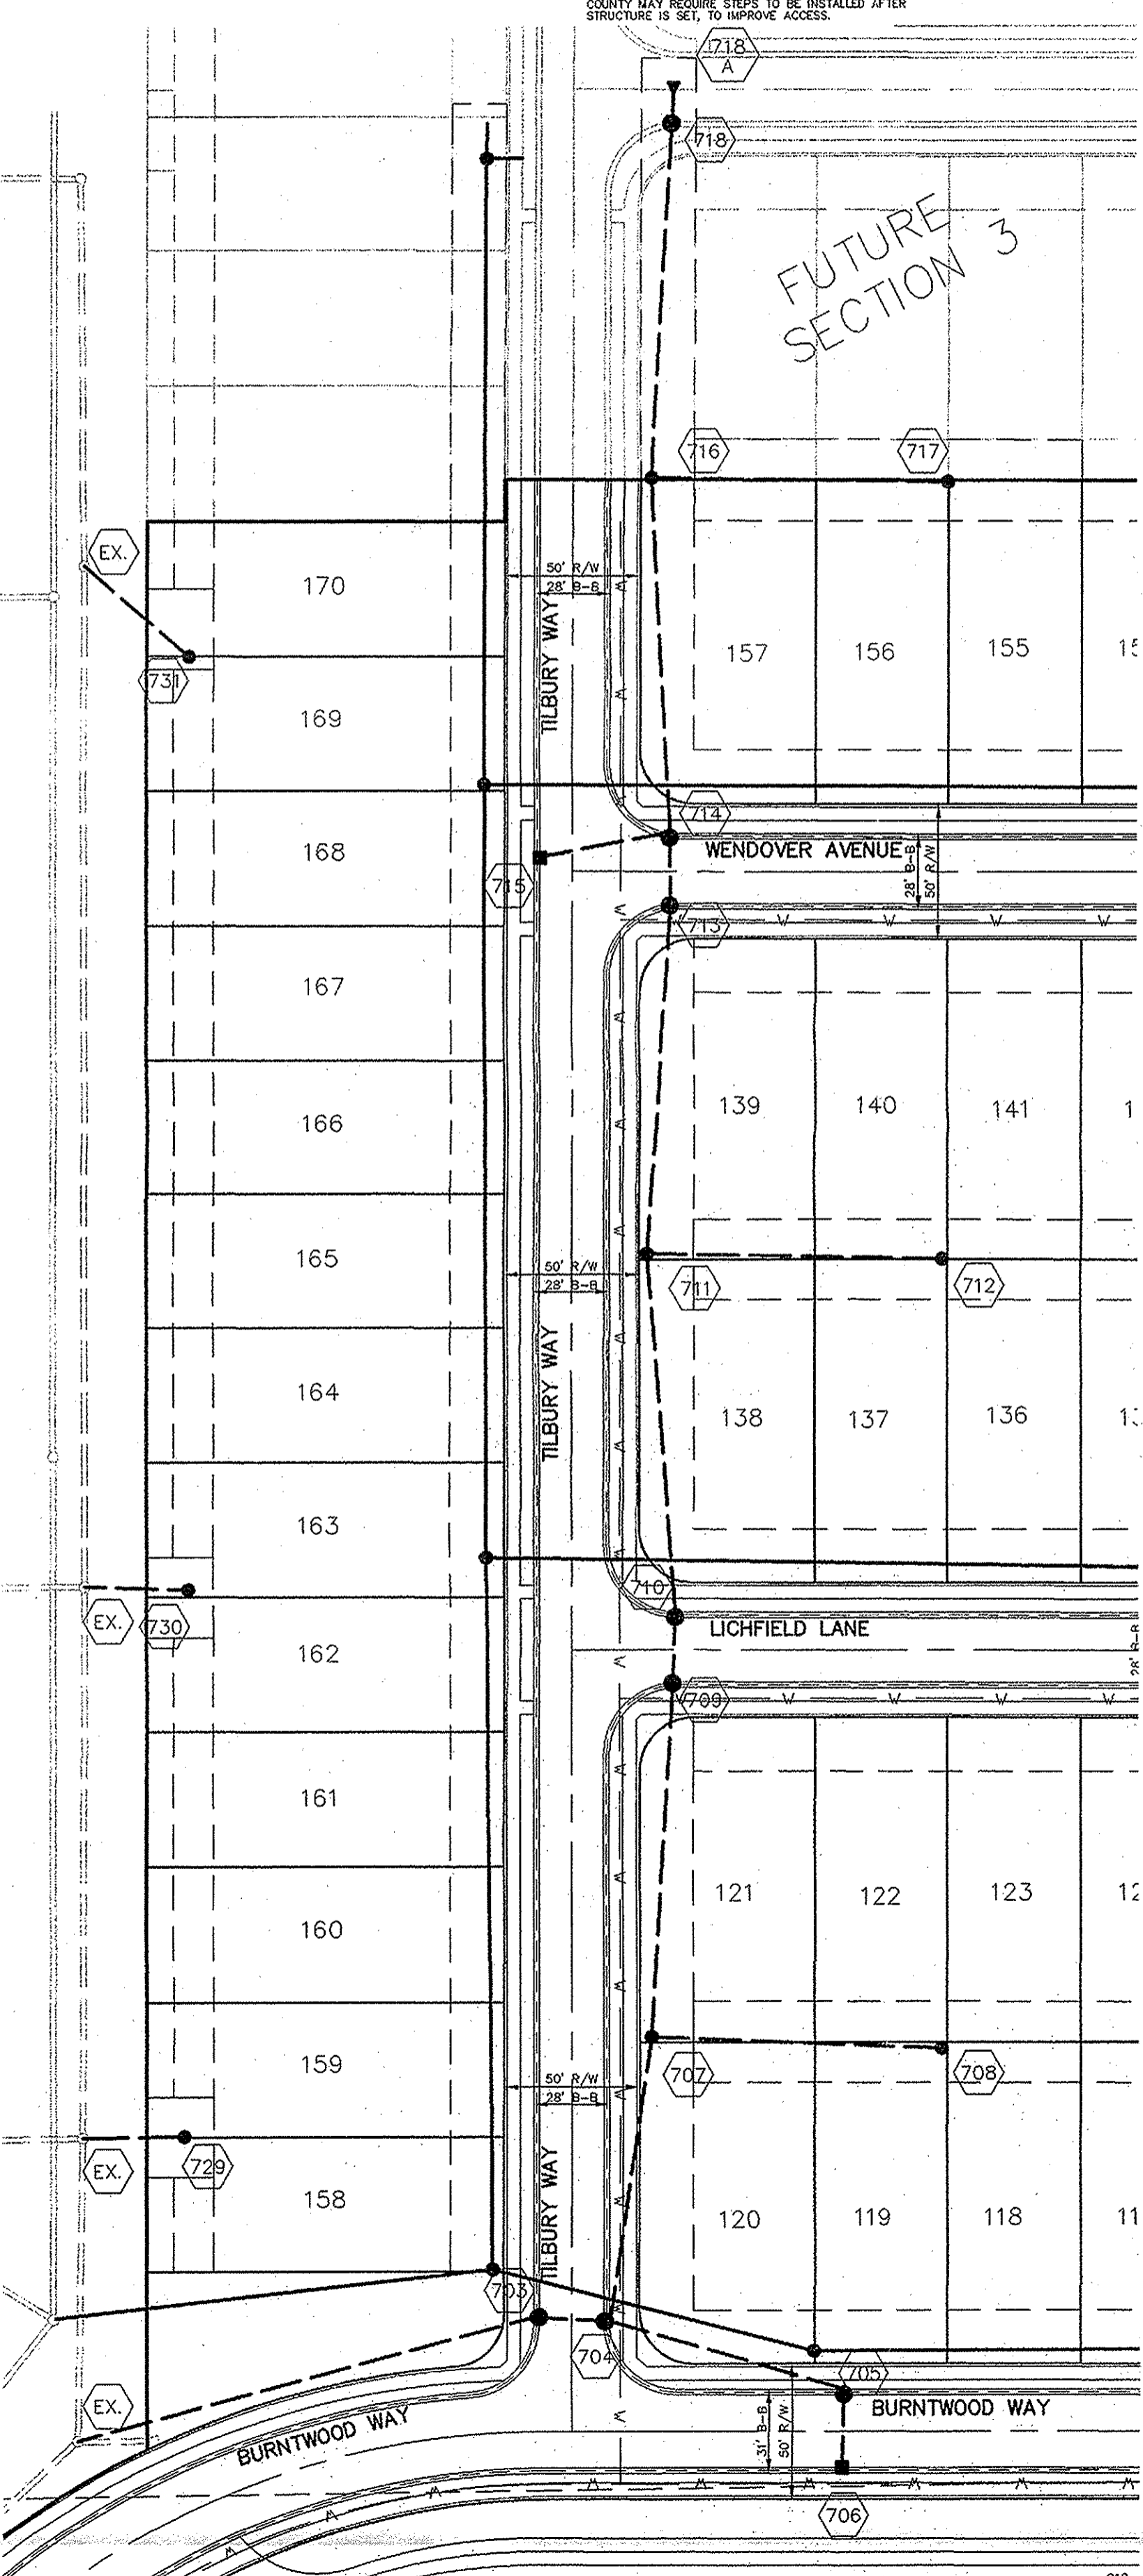 COUNTY MAY REQUIRE STEPS TO BE INSTALLED AFTER
STRUCTURE IS SET, TO IMPROVE ACCESS.
718
A
718
FUTURE
SECTION 3
716
717
EX.
170
50' R/W
28' B-B
TILBURY WAY
157
156
155
731
169
714
168
WENDOVER AVENUE
28' B-B
50' R/W
715
713
167
166
139
140
141
165
50' R/W
28' B-B
711
712
164
TILBURY WAY
138
137
136
163
710
EX.
730
LICHFIELD LANE
28' B-B
162
709
161
121
122
123
160
159
707
708
50' R/W
28' B-B
EX.
729
158
TILBURY WAY
120
119
118
703
704
705
EX.
BURNTWOOD WAY
BURNTWOOD WAY
31' B-B
50' R/W
706